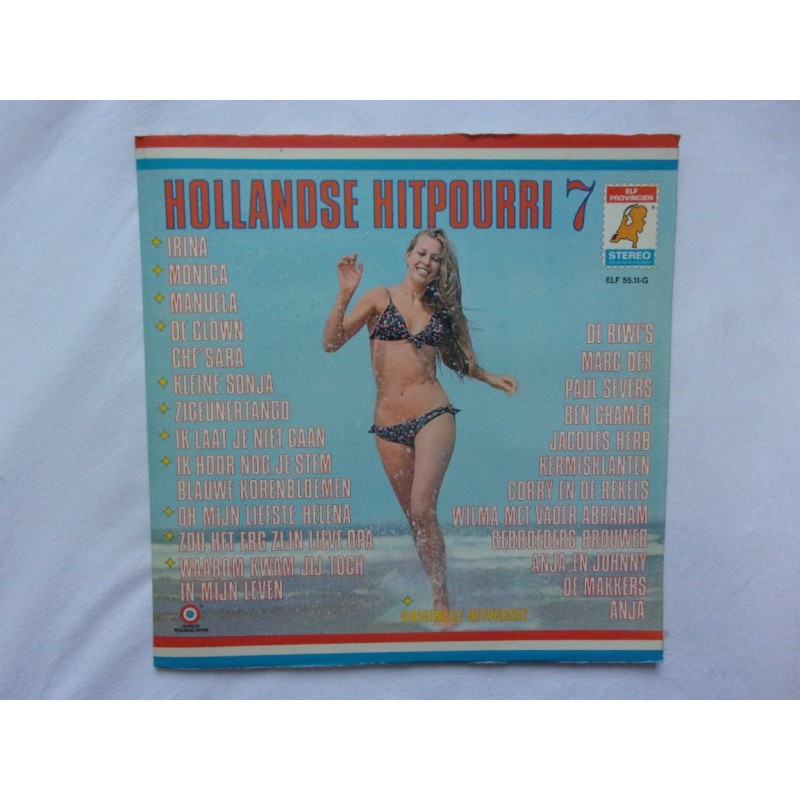 HOLLANDSE HITPOURRI 7
ELF
PROVINCIEN
STEREO
ELF 55.11-G
IRINA
MONICA
MANUELA
DE CLOWN
CHE SARA
KLEINE SONJA
ZIGEUNERTANGO
IK LAAT JE NIET GAAN
IK HOOR NOG JE STEM
BLAUWE KORENBLOEMEN
OH MIJN LIEFSTE HELENA
ZOU HET ERG ZIJN LIEVE OPA
WAAROM KWAM JIJ TOCH
IN MIJN LEVEN
DE RIWI'S
MARC DEX
PAUL SEVERS
BEN CRAMER
JACQUES HERB
KERMISKLANTEN
CORRY EN DE REKELS
WILMA MET VADER ABRAHAM
GEBROEDERS BROUWER
ANJA EN JOHNNY
DE MAKKERS
ANJA
ORIGINELE HITVERSIE